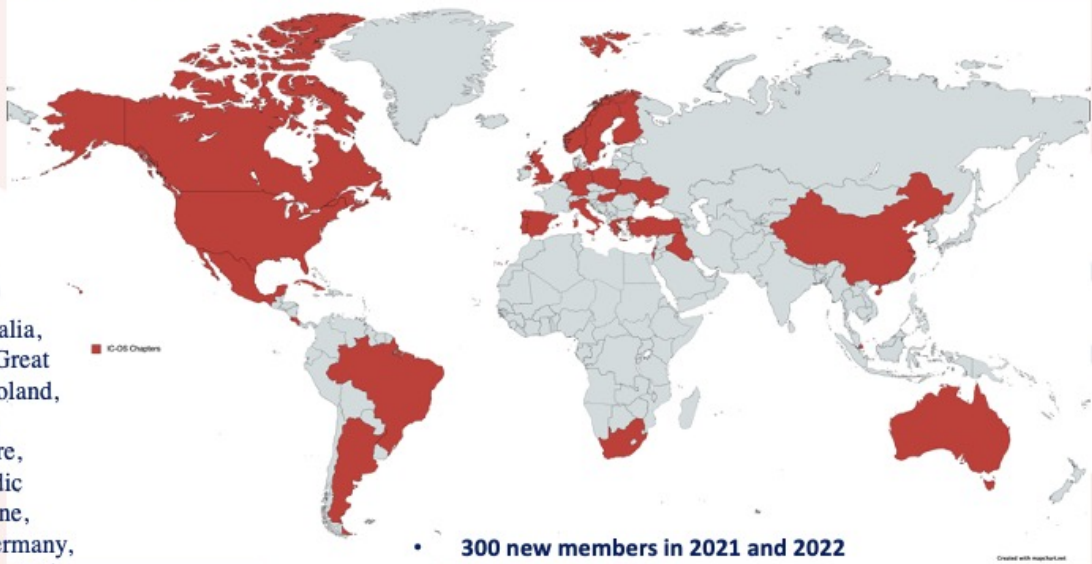 alia,
Great
oland,
re,
dic
ne,
ermany,
IC-OS Chapters
• 300 new members in 2021 and 2022
Created with mapchart.net